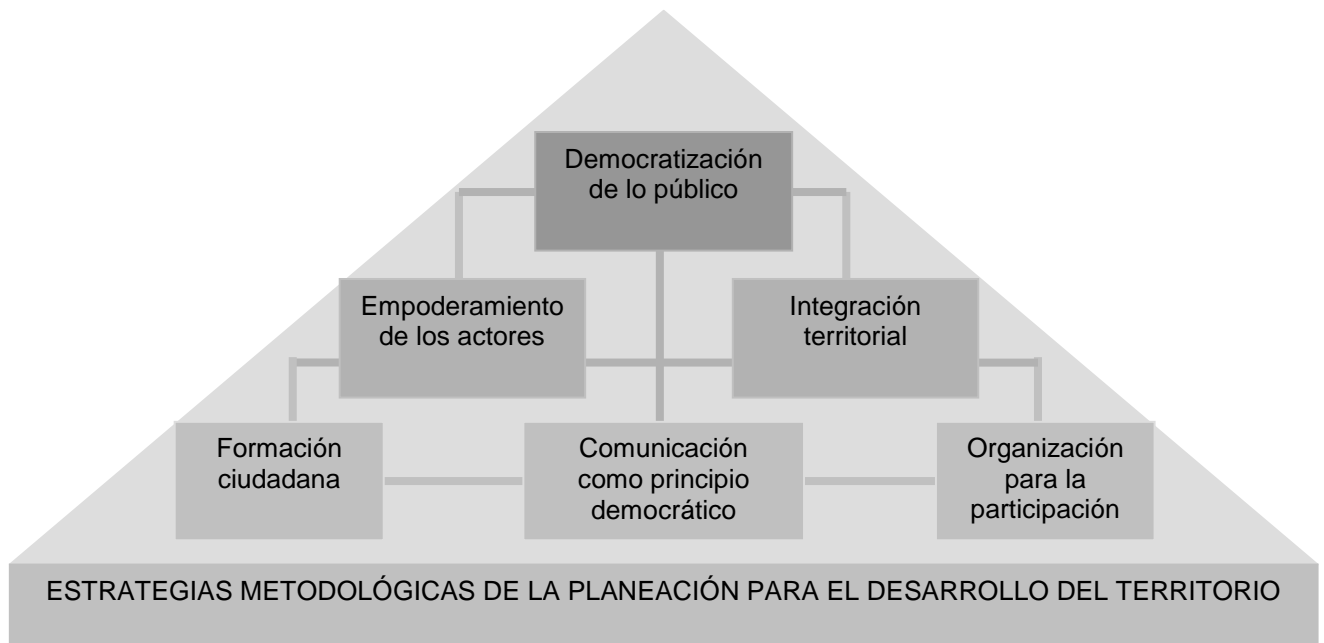 Democratización
de lo público
Empoderamiento
de los actores
Integración
territorial
Formación
ciudadana
Comunicación
como principio
democrático
Organización
para la
participación
ESTRATEGIAS METODOLÓGICAS DE LA PLANEACIÓN PARA EL DESARROLLO DEL TERRITORIO